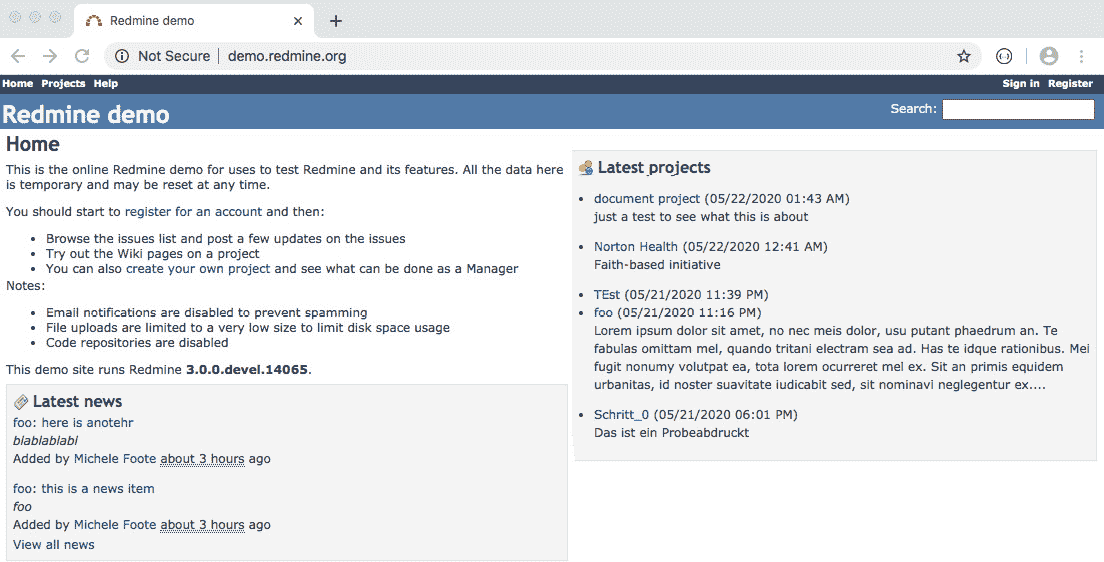 Redmine demo
Not Secure
demo.redmine.org
Home Projects Help
Sign in Register
Redmine demo
Search:
Home
This is the online Redmine demo for uses to test Redmine and its features. All the data here
is temporary and may be reset at any time.
You should start to register for an account and then:
Browse the issues list and post a few updates on the issues
Try out the Wiki pages on a project
You can also create your own project and see what can be done as a Manager
Notes:
Email notifications are disabled to prevent spamming
File uploads are limited to a very low size to limit disk space usage
Code repositories are disabled
This demo site runs Redmine 3.0.0.devel.14065.
Latest news
foo: here is anotehr
blablablabl
Added by Michele Foote about 3 hours ago
foo: this is a news item
foo
Added by Michele Foote about 3 hours ago
View all news
Latest projects
document project (05/22/2020 01:43 AM)
just a test to see what this is about
Norton Health (05/22/2020 12:41 AM)
Faith-based initiative
TEst (05/21/2020 11:39 PM)
foo (05/21/2020 11:16 PM)
Lorem ipsum dolor sit amet, no nec meis dolor, usu putant phaedrum an. Te
fabulas omittam mel, quando tritani electram sea ad. Has te idque rationibus. Mei
fugit nonumy volutpat ea, tota lorem ocurreret mel ex. Sit an primis equidem
urbanitas, id noster suavitate iudicabit sed, sit nominavi neglegentur ex....
Schritt_0 (05/21/2020 06:01 PM)
Das ist ein Probeabdruckt